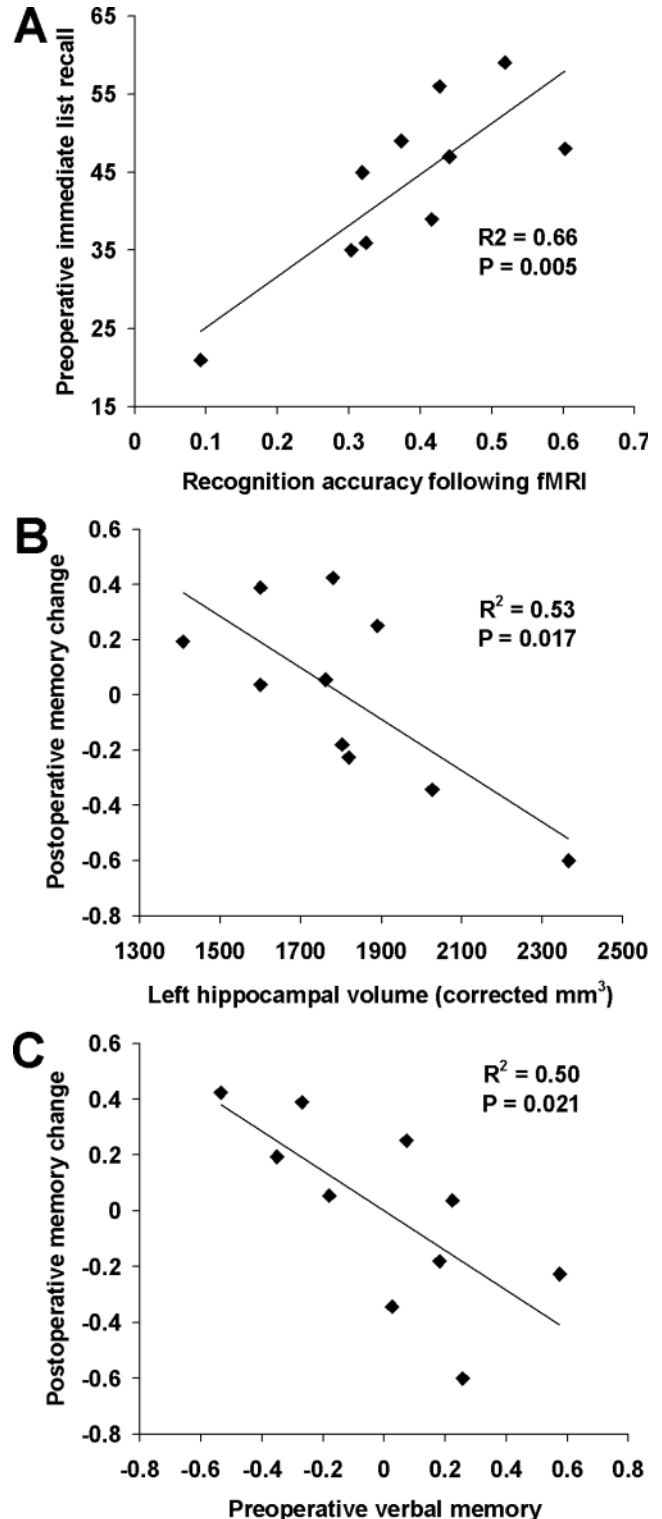 A
Preoperative immediate list recall
65
55
45
35
25
15
R2 = 0.66
P = 0.005
0 0.1 0.2 0.3 0.4 0.5 0.6 0.7
Recognition accuracy following fMRI
B
Postoperative memory change
0.6
0.4
0.2
0
-0.2
-0.4
-0.6
-0.8
R² = 0.53
P = 0.017
1300 1500 1700 1900 2100 2300 2500
Left hippocampal volume (corrected mm³)
C
Postoperative memory change
0.6
0.4
0.2
0
-0.2
-0.4
-0.6
-0.8
R² = 0.50
P = 0.021
-0.8 -0.6 -0.4 -0.2 0 0.2 0.4 0.6 0.8
Preoperative verbal memory